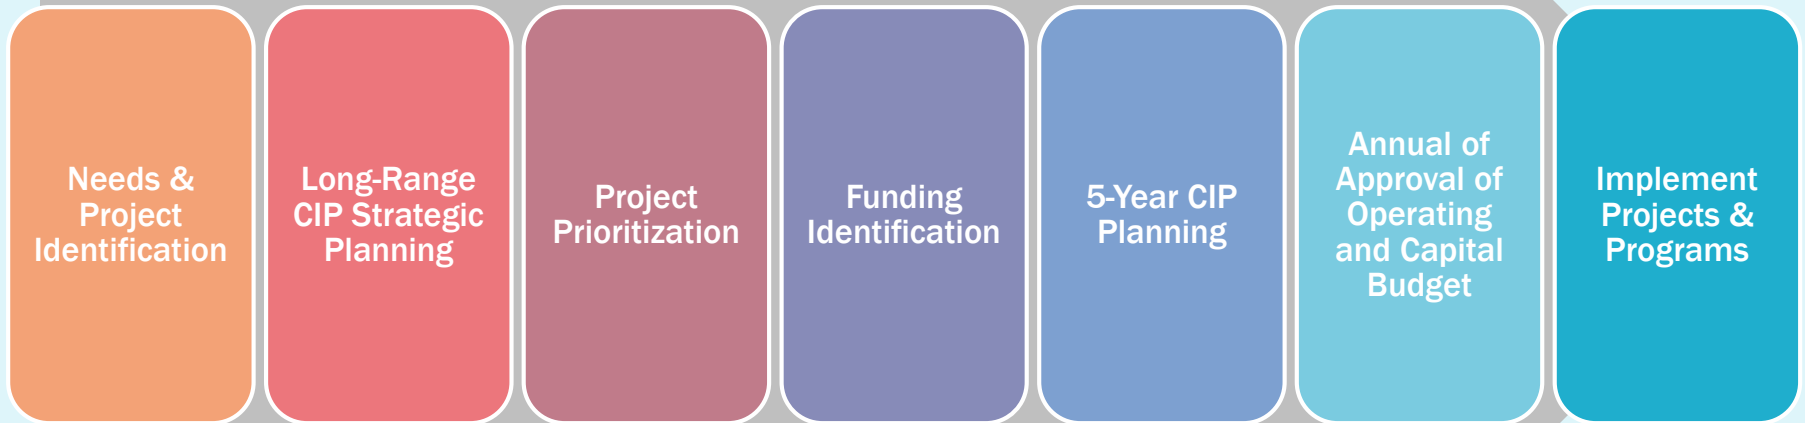 Needs &
Project
Identification
Long-Range
CIP Strategic
Planning
Project
Prioritization
Funding
Identification
5-Year CIP
Planning
Annual of
Approval of
Operating
and Capital
Budget
Implement
Projects &
Programs